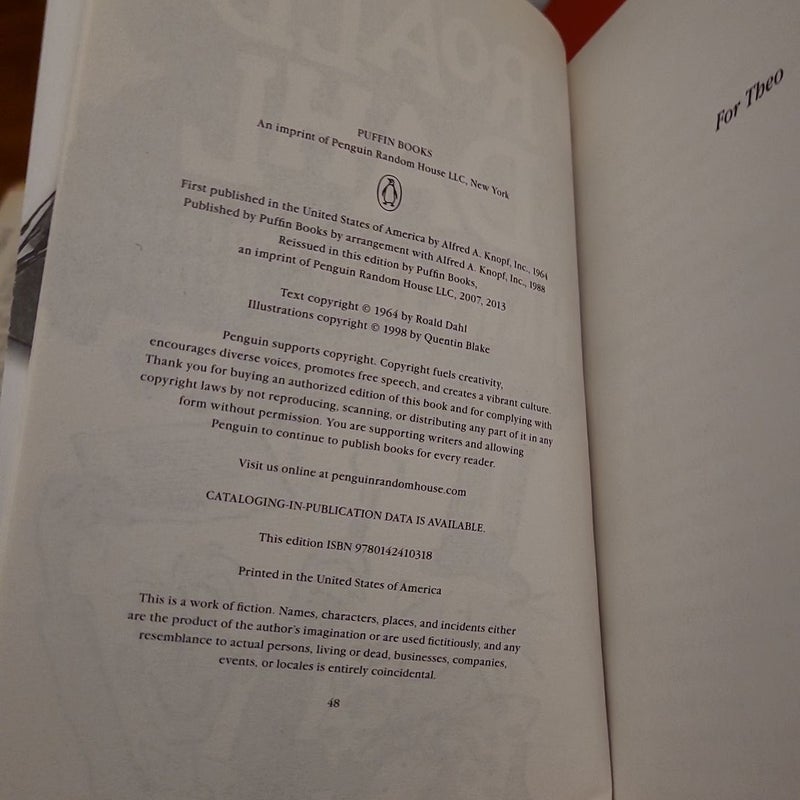 PUFFIN BOOKS
An imprint of Penguin Random House LLC, New York
First published in the United States of America by Alfred A. Knopf, Inc., 1964
Published by Puffin Books by arrangement with Alfred A. Knopf, Inc., 1988
Reissued in this edition by Puffin Books,
an imprint of Penguin Random House LLC, 2007, 2013
Text copyright © 1964 by Roald Dahl
Illustrations copyright © 1998 by Quentin Blake
Penguin supports copyright. Copyright fuels creativity,
encourages diverse voices, promotes free speech, and creates a vibrant culture.
Thank you for buying an authorized edition of this book and for complying with
copyright laws by not reproducing, scanning, or distributing any part of it in any
form without permission. You are supporting writers and allowing
Penguin to continue to publish books for every reader.
Visit us online at penguinrandomhouse.com
CATALOGING-IN-PUBLICATION DATA IS AVAILABLE.
This edition ISBN 9780142410318
Printed in the United States of America
This is a work of fiction. Names, characters, places, and incidents either
are the product of the author's imagination or are used fictitiously, and any
resemblance to actual persons, living or dead, businesses, companies,
events, or locales is entirely coincidental.
48
For Theo